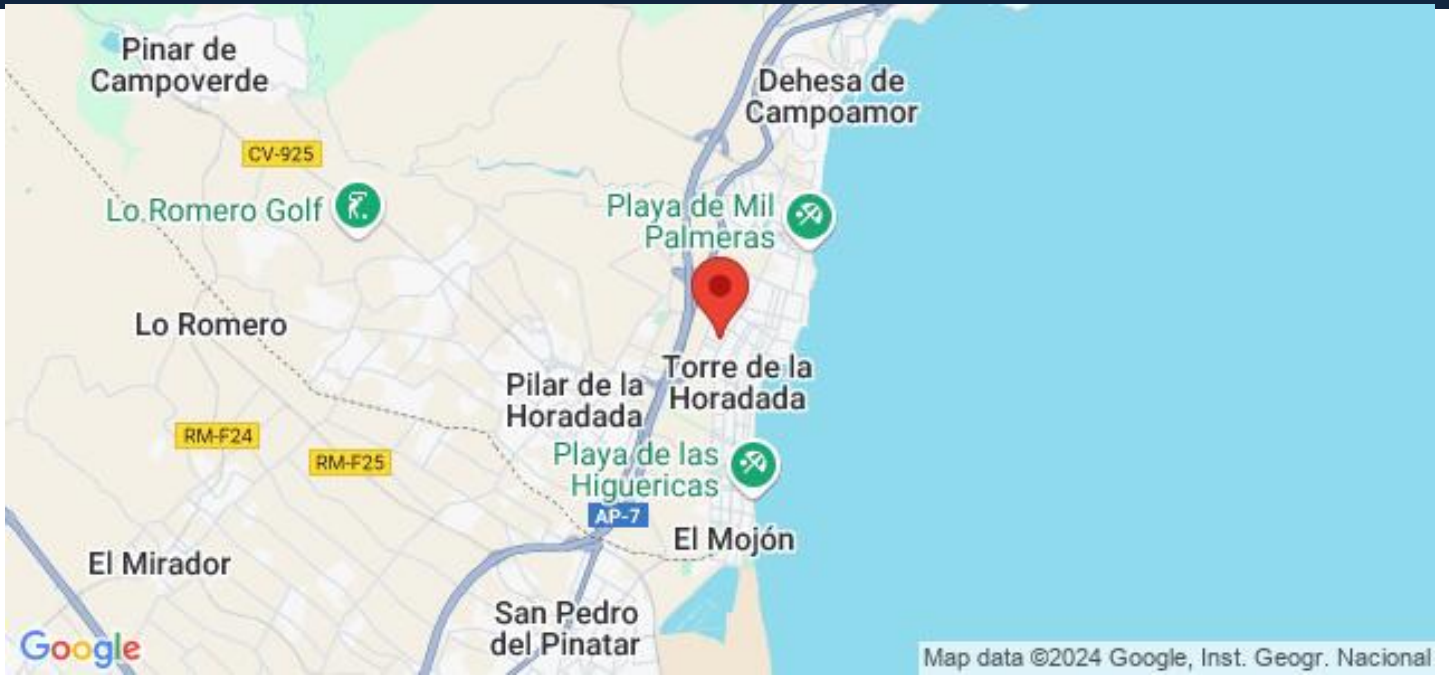 Pinar de
Campoverde
Dehesa de
Campoamor
CV-925
Lo Romero Golf
Playa de Mil
Palmeras
Lo Romero
Torre de la
Horadada
Pilar de la
Horadada
RM-F24
RM-F25
Playa de las
Higuericas
AP-7
El Mojón
El Mirador
San Pedro
del Pinatar
Google
Map data ©2024 Google, Inst. Geogr. Nacional